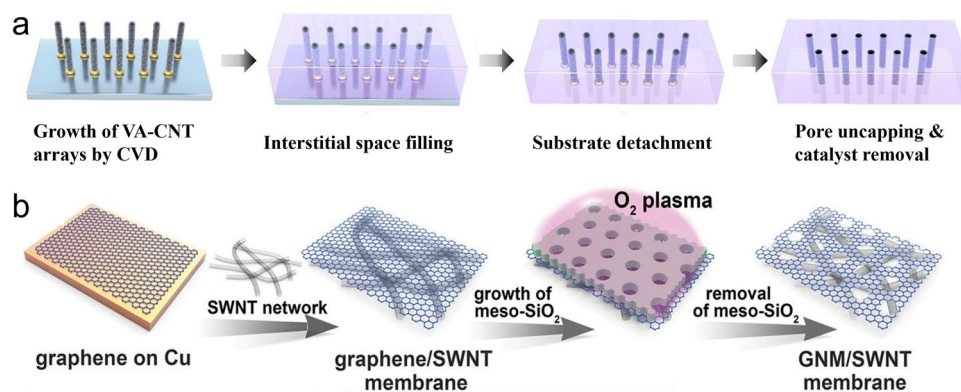 a
Growth of VA-CNT
arrays by CVD
Interstitial space filling
Substrate detachment
Pore uncapping &
catalyst removal
b
graphene on Cu
SWNT network
graphene/SWNT
membrane
growth of
meso-SiO₂
O₂ plasma
removal
of meso-SiO₂
GNM/SWNT
membrane